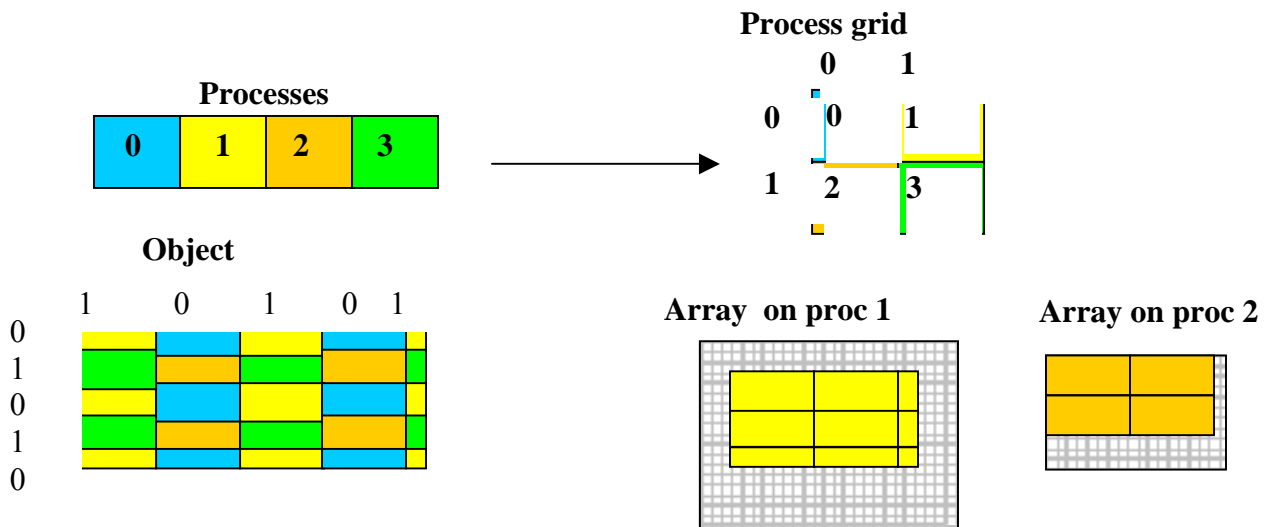 Process grid
0 1
Processes
0 1 2 3
0 0 1
1 2 3
Object
1 0 1 0 1
0
1
0
1
0
Array on proc 1
Array on proc 2